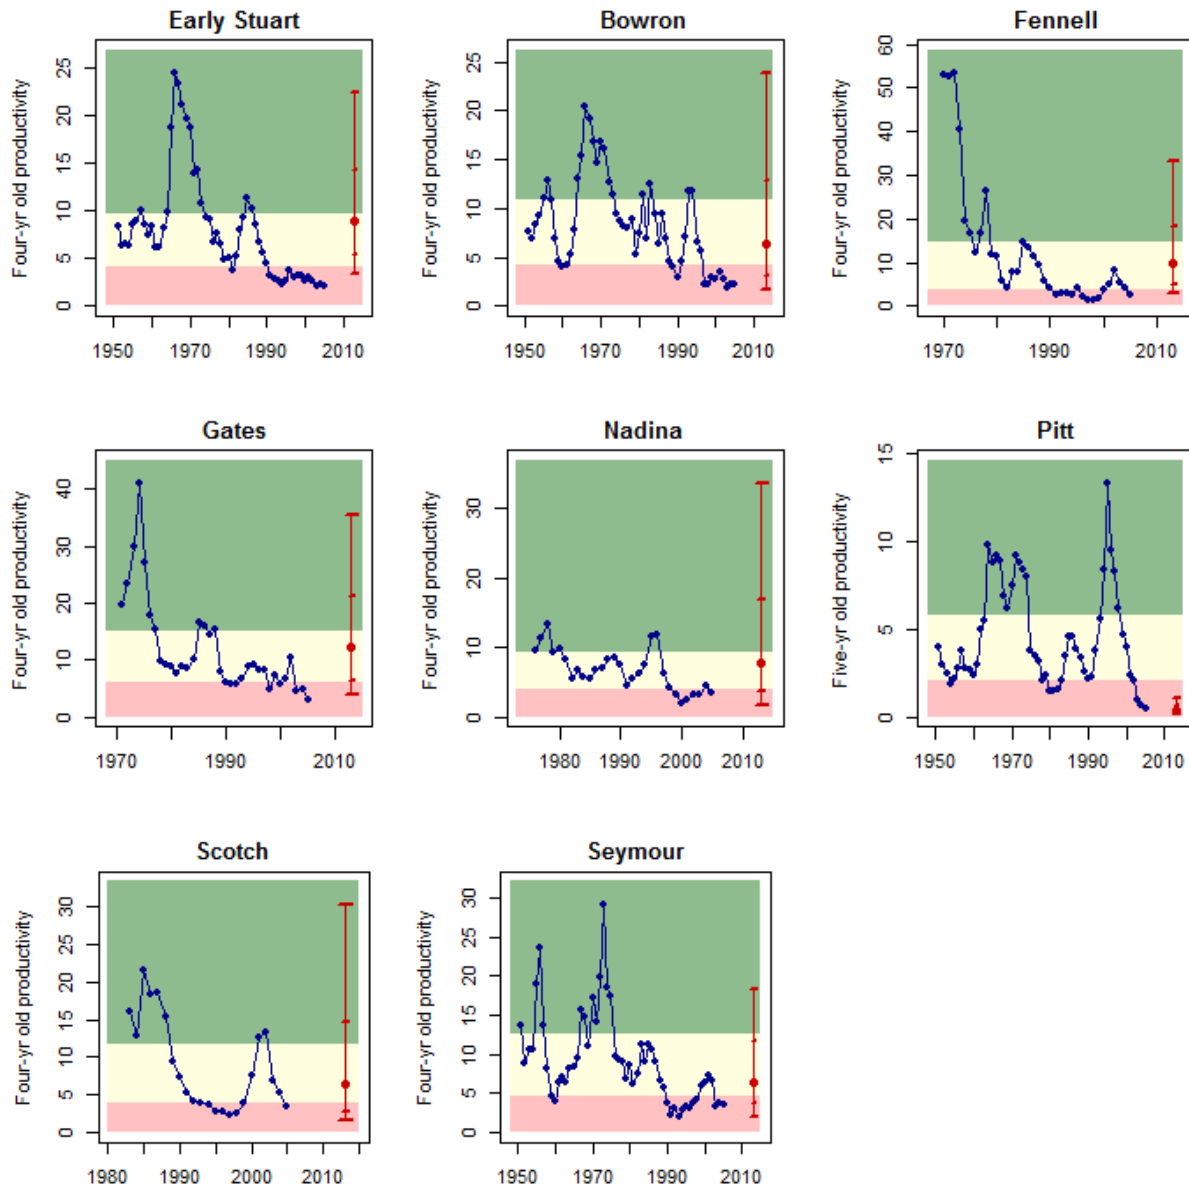 Early Stuart
Four-yr old productivity
0 5 10 15 20 25
1950 1970 1990 2010
Bowron
Four-yr old productivity
0 5 10 15 20 25
1950 1970 1990 2010
Fennell
Four-yr old productivity
0 10 20 30 40 50 60
1970 1990 2010
Gates
Four-yr old productivity
0 10 20 30 40
1970 1990 2010
Nadina
Four-yr old productivity
0 10 20 30
1980 1990 2000 2010
Pitt
Five-yr old productivity
0 5 10 15
1950 1970 1990 2010
Scotch
Four-yr old productivity
0 5 10 15 20 25 30
1980 1990 2000 2010
Seymour
Four-yr old productivity
0 5 10 15 20 25 30
1950 1970 1990 2010